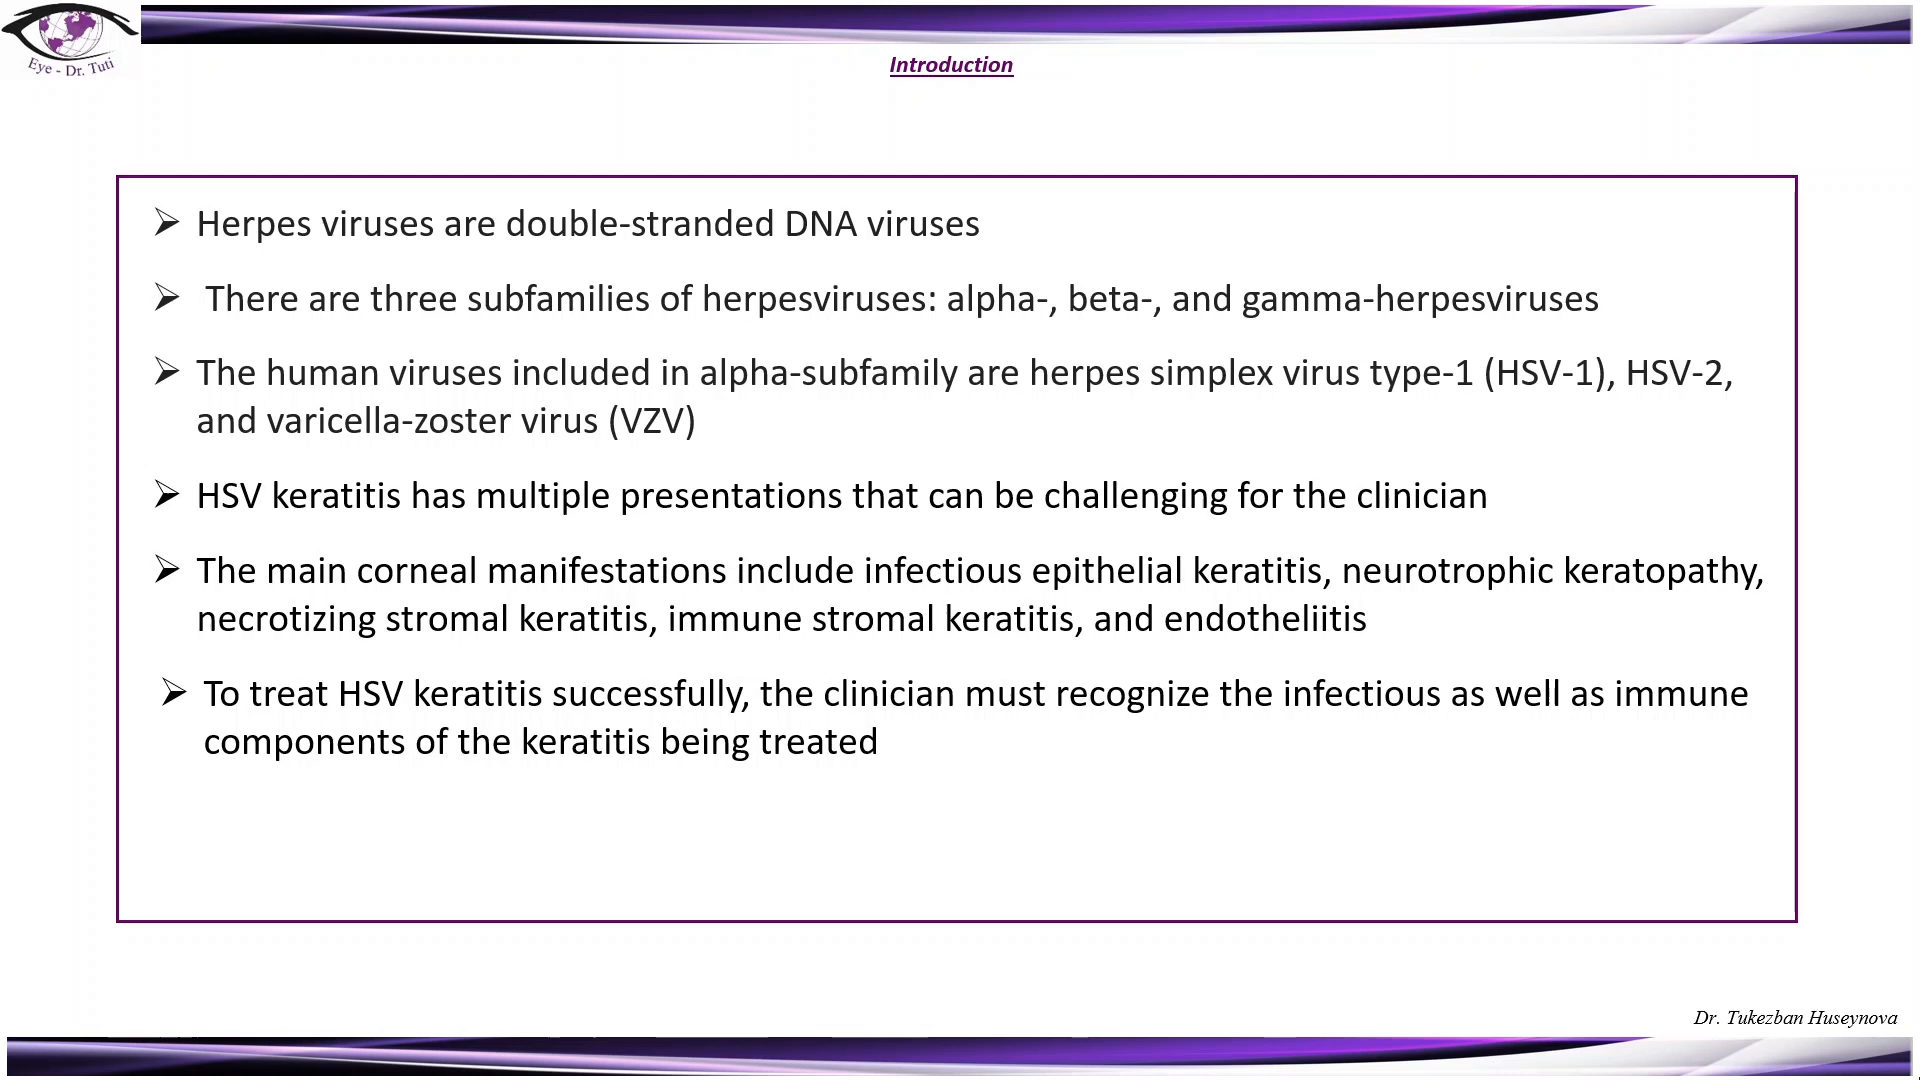 Eye - Dr. Tuti
Introduction
➢ Herpes viruses are double-stranded DNA viruses
➢ There are three subfamilies of herpesviruses: alpha-, beta-, and gamma-herpesviruses
➢ The human viruses included in alpha-subfamily are herpes simplex virus type-1 (HSV-1), HSV-2,
and varicella-zoster virus (VZV)
➢ HSV keratitis has multiple presentations that can be challenging for the clinician
➢ The main corneal manifestations include infectious epithelial keratitis, neurotrophic keratopathy,
necrotizing stromal keratitis, immune stromal keratitis, and endotheliitis
➢ To treat HSV keratitis successfully, the clinician must recognize the infectious as well as immune
components of the keratitis being treated
Dr. Tukezban Huseynova